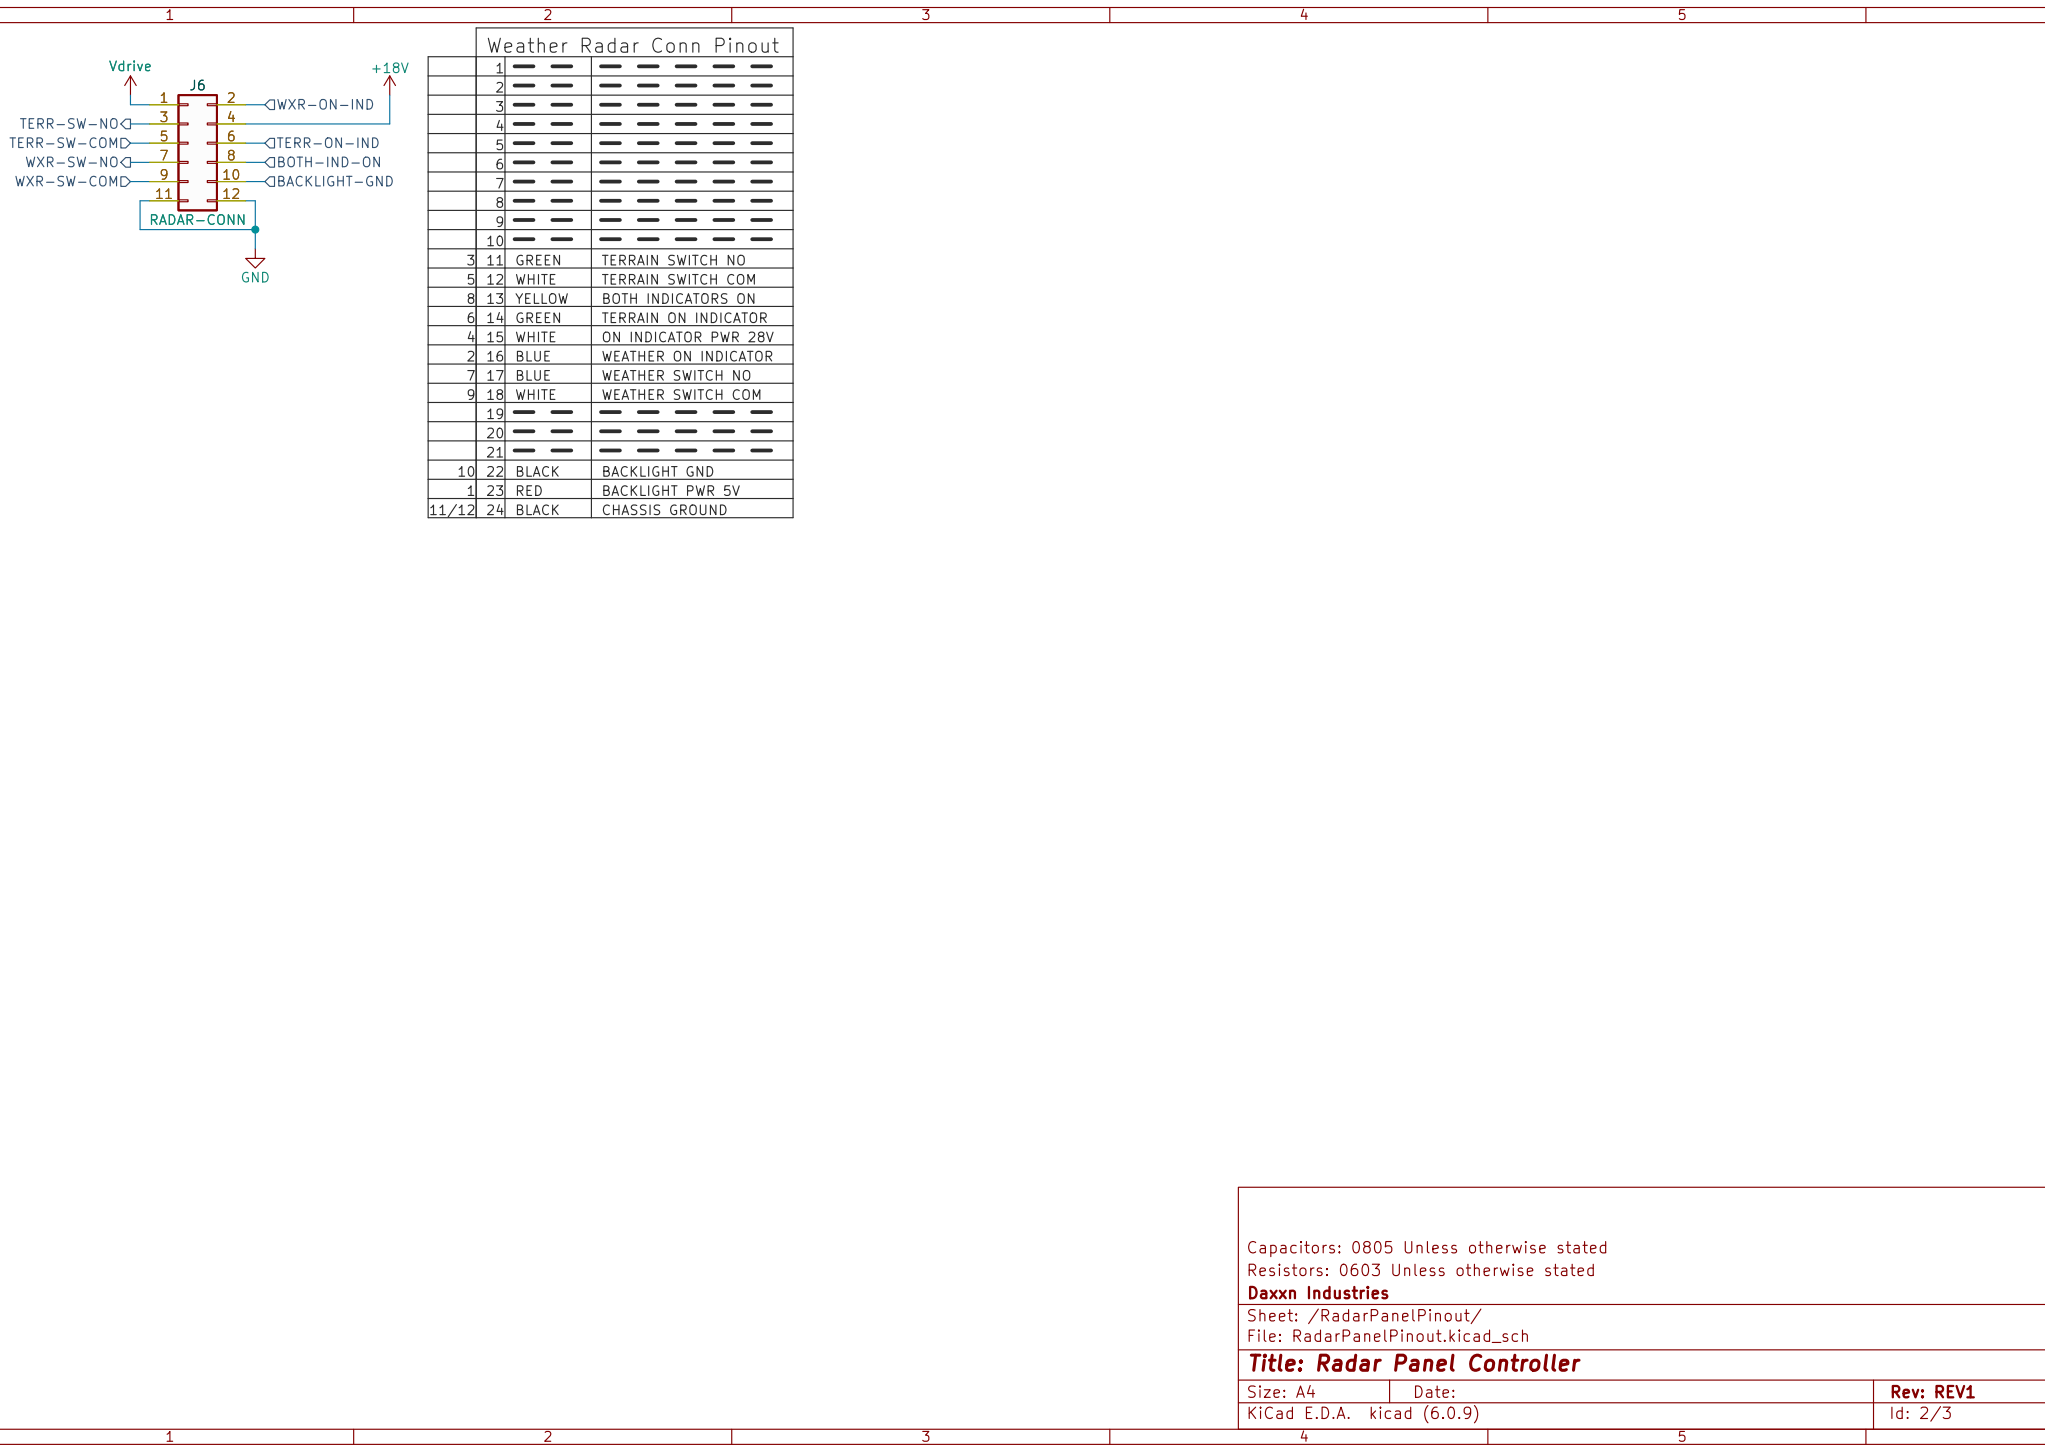 1 2 3 4 5
Weather Radar Conn Pinout
Vdrive
+18V
J6
1 2 WXR-ON-IND
TERR-SW-NO 3 4
TERR-SW-COM 5 6 TERR-ON-IND
WXR-SW-NO 7 8 BOTH-IND-ON
WXR-SW-COM 9 10 BACKLIGHT-GND
11 12
RADAR-CONN
GND
1
2
3
4
5
6
7
8
9
10
3 11 GREEN TERRAIN SWITCH NO
5 12 WHITE TERRAIN SWITCH COM
8 13 YELLOW BOTH INDICATORS ON
6 14 GREEN TERRAIN ON INDICATOR
4 15 WHITE ON INDICATOR PWR 28V
2 16 BLUE WEATHER ON INDICATOR
7 17 BLUE WEATHER SWITCH NO
9 18 WHITE WEATHER SWITCH COM
19
20
21
10 22 BLACK BACKLIGHT GND
1 23 RED BACKLIGHT PWR 5V
11/12 24 BLACK CHASSIS GROUND
Capacitors: 0805 Unless otherwise stated
Resistors: 0603 Unless otherwise stated
Daxxn Industries
Sheet: /RadarPanelPinout/
File: RadarPanelPinout.kicad_sch
Title: Radar Panel Controller
Size: A4 Date: Rev: REV1
KiCad E.D.A. kicad (6.0.9) Id: 2/3
1 2 3 4 5